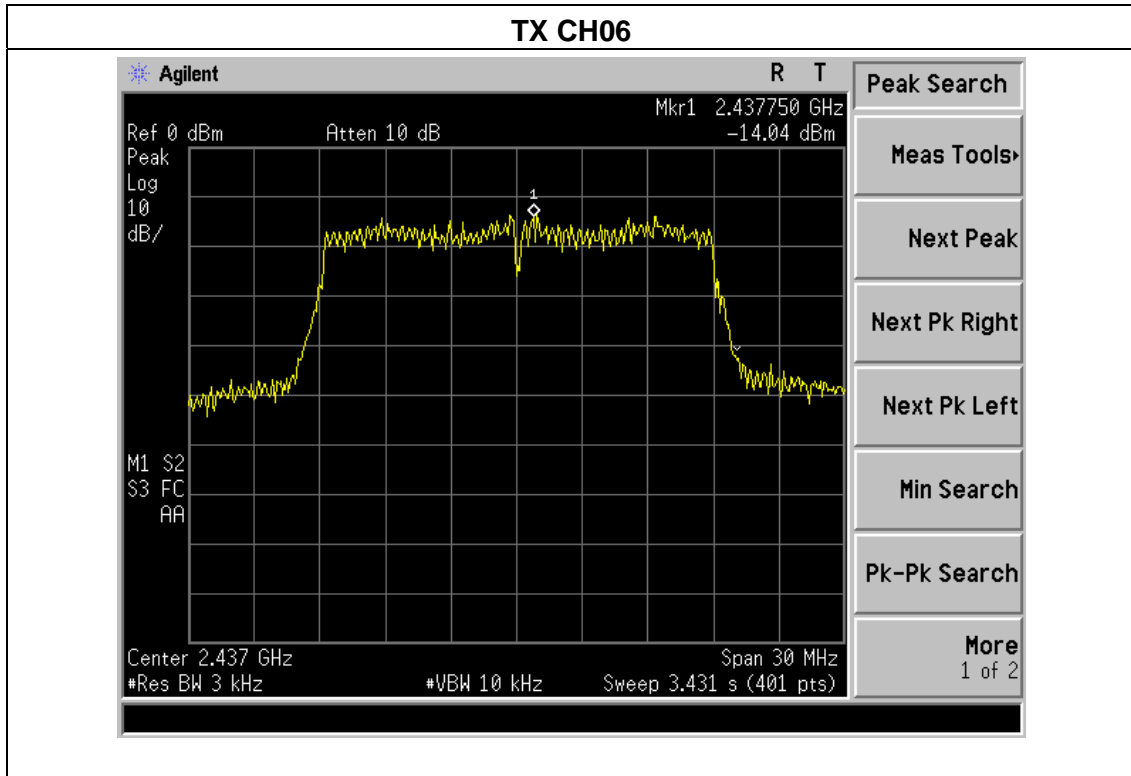 TX CH06
Agilent R T
Mkr1 2.437750 GHz
Ref 0 dBm Atten 10 dB -14.04 dBm
Peak
Log
10
dB/
1
M1 S2
S3 FC
AA
Center 2.437 GHz Span 30 MHz
#Res BW 3 kHz #VBW 10 kHz Sweep 3.431 s (401 pts)
Peak Search
Meas Tools
Next Peak
Next Pk Right
Next Pk Left
Min Search
Pk-Pk Search
More
1 of 2